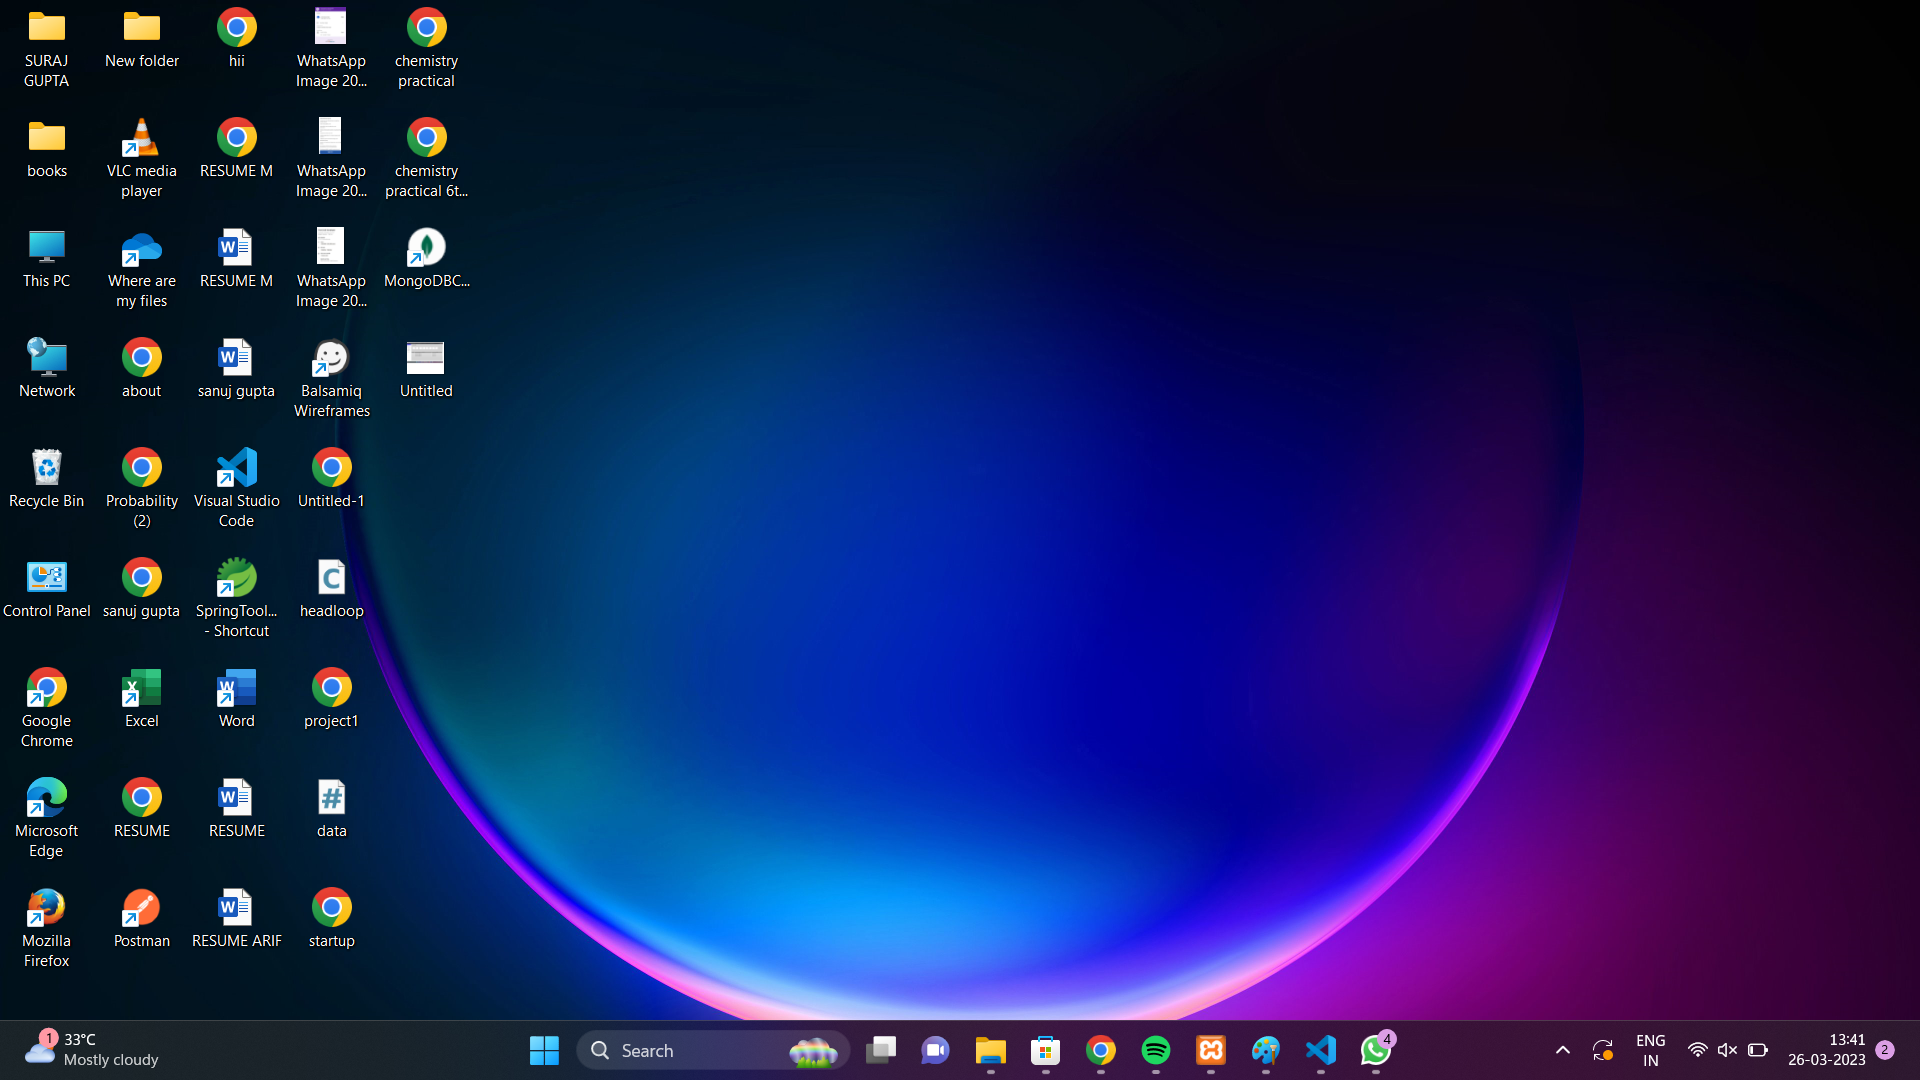 SURAJ
GUPTA
New folder
hii
WhatsApp
Image 20...
chemistry
practical
books
VLC media
player
RESUME M
WhatsApp
Image 20...
chemistry
practical 6t...
This PC
Where are
my files
RESUME M
WhatsApp
Image 20...
MongoDBC...
Network
about
sanuj gupta
Balsamiq
Wireframes
Untitled
Recycle Bin
Probability
(2)
Visual Studio
Code
Untitled-1
Control Panel
sanuj gupta
SpringTool...
- Shortcut
headloop
Google
Chrome
Excel
Word
project1
Microsoft
Edge
RESUME
RESUME
data
Mozilla
Firefox
Postman
RESUME ARIF
startup
1
33°C
Mostly cloudy
Search
4
ENG
IN
13:41
26-03-2023
2